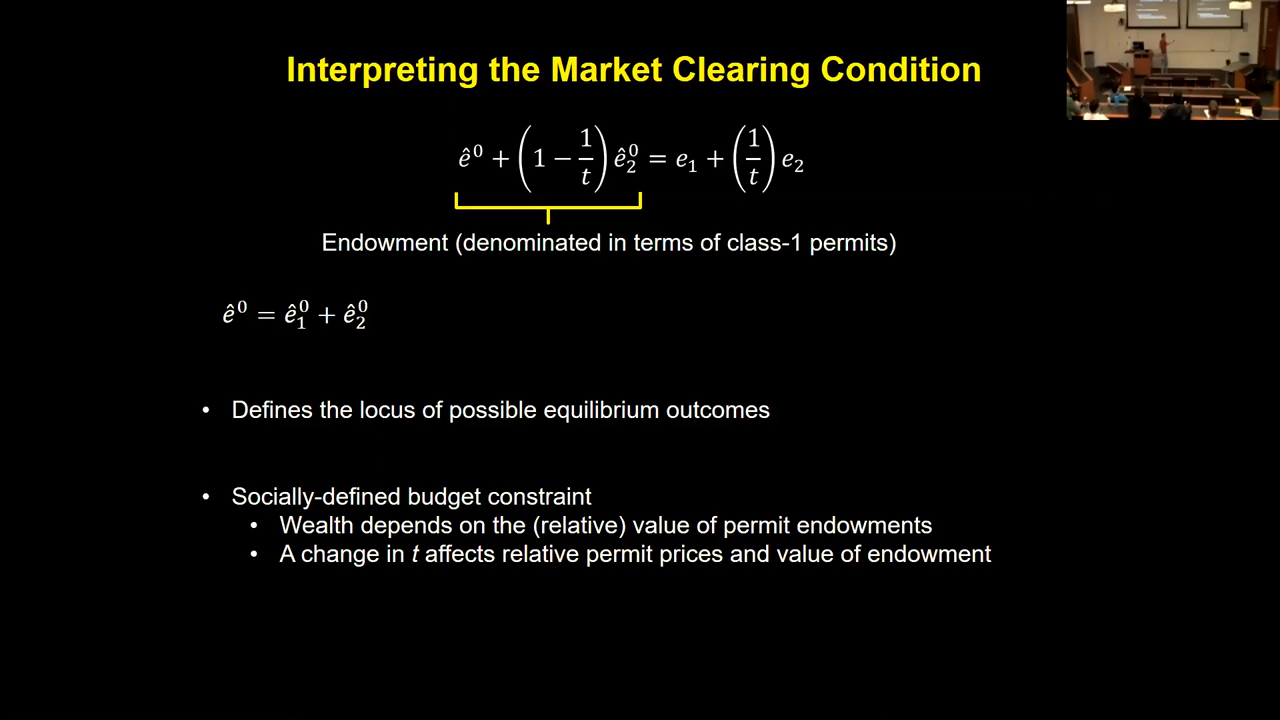 Interpreting the Market Clearing Condition
ê⁰ + (1 − 1/t) ê₂⁰ = e₁ + (1/t) e₂
Endowment (denominated in terms of class-1 permits)
ê⁰ = ê₁⁰ + ê₂⁰
• Defines the locus of possible equilibrium outcomes
• Socially-defined budget constraint
• Wealth depends on the (relative) value of permit endowments
• A change in t affects relative permit prices and value of endowment